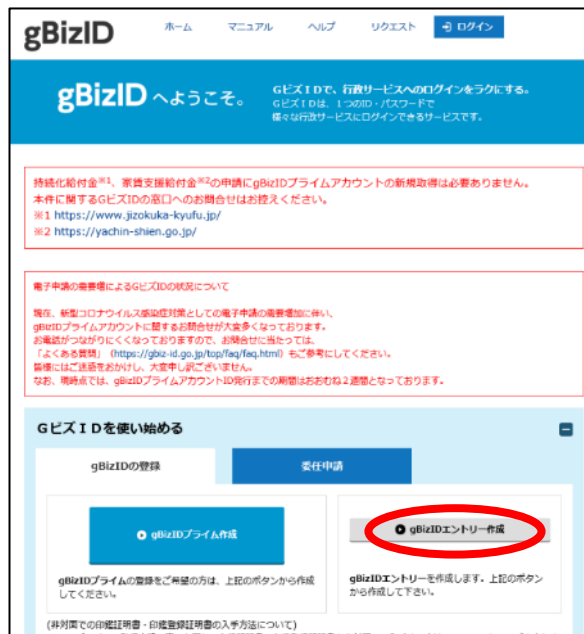 gBizID
ホーム マニュアル ヘルプ リクエスト ログイン
gBizID へようこそ。
GビズIDで、行政サービスへのログインをラクにする。
GビズIDは、1つのID・パスワードで
様々な行政サービスにログインできるサービスです。
持続化給付金※1、家賃支援給付金※2の申請にgBizIDプライムアカウントの新規取得は必要ありません。
本件に関するGビズIDの窓口へのお問合せはお控えください。
※1 https://www.jizokuka-kyufu.jp/
※2 https://yachin-shien.go.jp/
電子申請の需要増によるGビズIDの状況について
現在、新型コロナウイルス感染症対策としての電子申請の需要増加に伴い、
gBizIDプライムアカウントに関するお問合せが大変多くなっております。
お電話がつながりにくくなっておりますので、お問合せに当たっては、
「よくある質問」(https://gbiz-id.go.jp/top/faq/faq.html)もご参考にしてください。
皆様にはご迷惑をおかけし、大変申し訳ございません。
なお、現時点では、gBizIDプライムアカウントID発行までの期間はおおむね2週間となっております。
GビズIDを使い始める
gBizIDの登録 委任申請
gBizIDプライム作成
gBizIDエントリー作成
gBizIDプライムの登録をご希望の方は、上記のボタンから作成
してください。
gBizIDエントリーを作成します。上記のボタン
から作成して下さい。
(非対面での印鑑証明書・印鑑登録証明書の入手方法について)